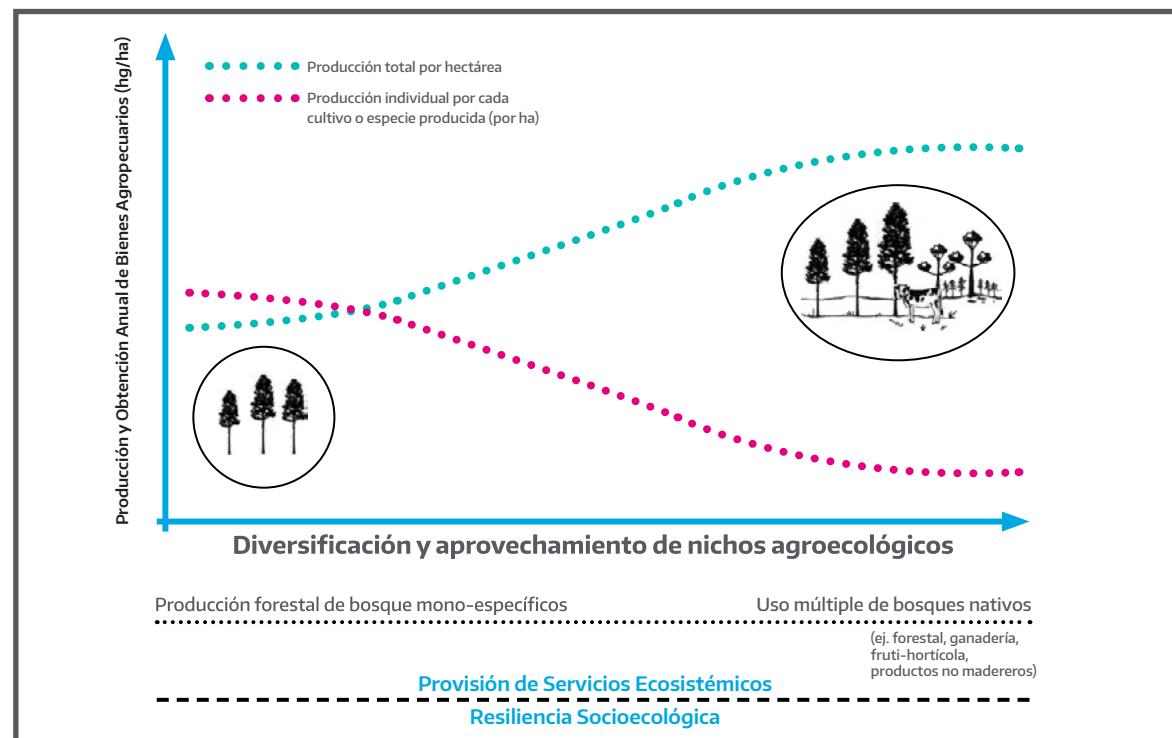 Producción y Obtención Anual de Bienes Agropecuarios (hg/ha)
Producción total por hectárea
Producción individual por cada
cultivo o especie producida (por ha)
Diversificación y aprovechamiento de nichos agroecológicos
Producción forestal de bosque mono-específicos
Uso múltiple de bosques nativos
(ej. forestal, ganadería,
fruti-hortícola,
productos no madereros)
Provisión de Servicios Ecosistémicos
Resiliencia Socioecológica